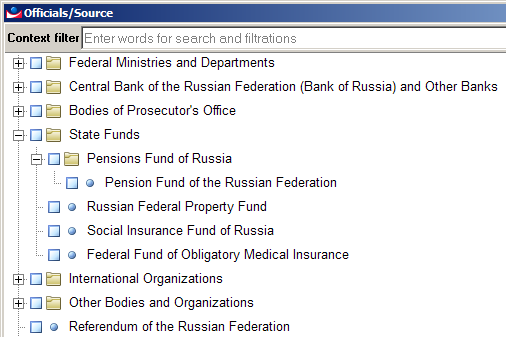 Officials/Source
Context filter Enter words for search and filtrations
Federal Ministries and Departments
Central Bank of the Russian Federation (Bank of Russia) and Other Banks
Bodies of Prosecutor's Office
State Funds
Pensions Fund of Russia
Pension Fund of the Russian Federation
Russian Federal Property Fund
Social Insurance Fund of Russia
Federal Fund of Obligatory Medical Insurance
International Organizations
Other Bodies and Organizations
Referendum of the Russian Federation